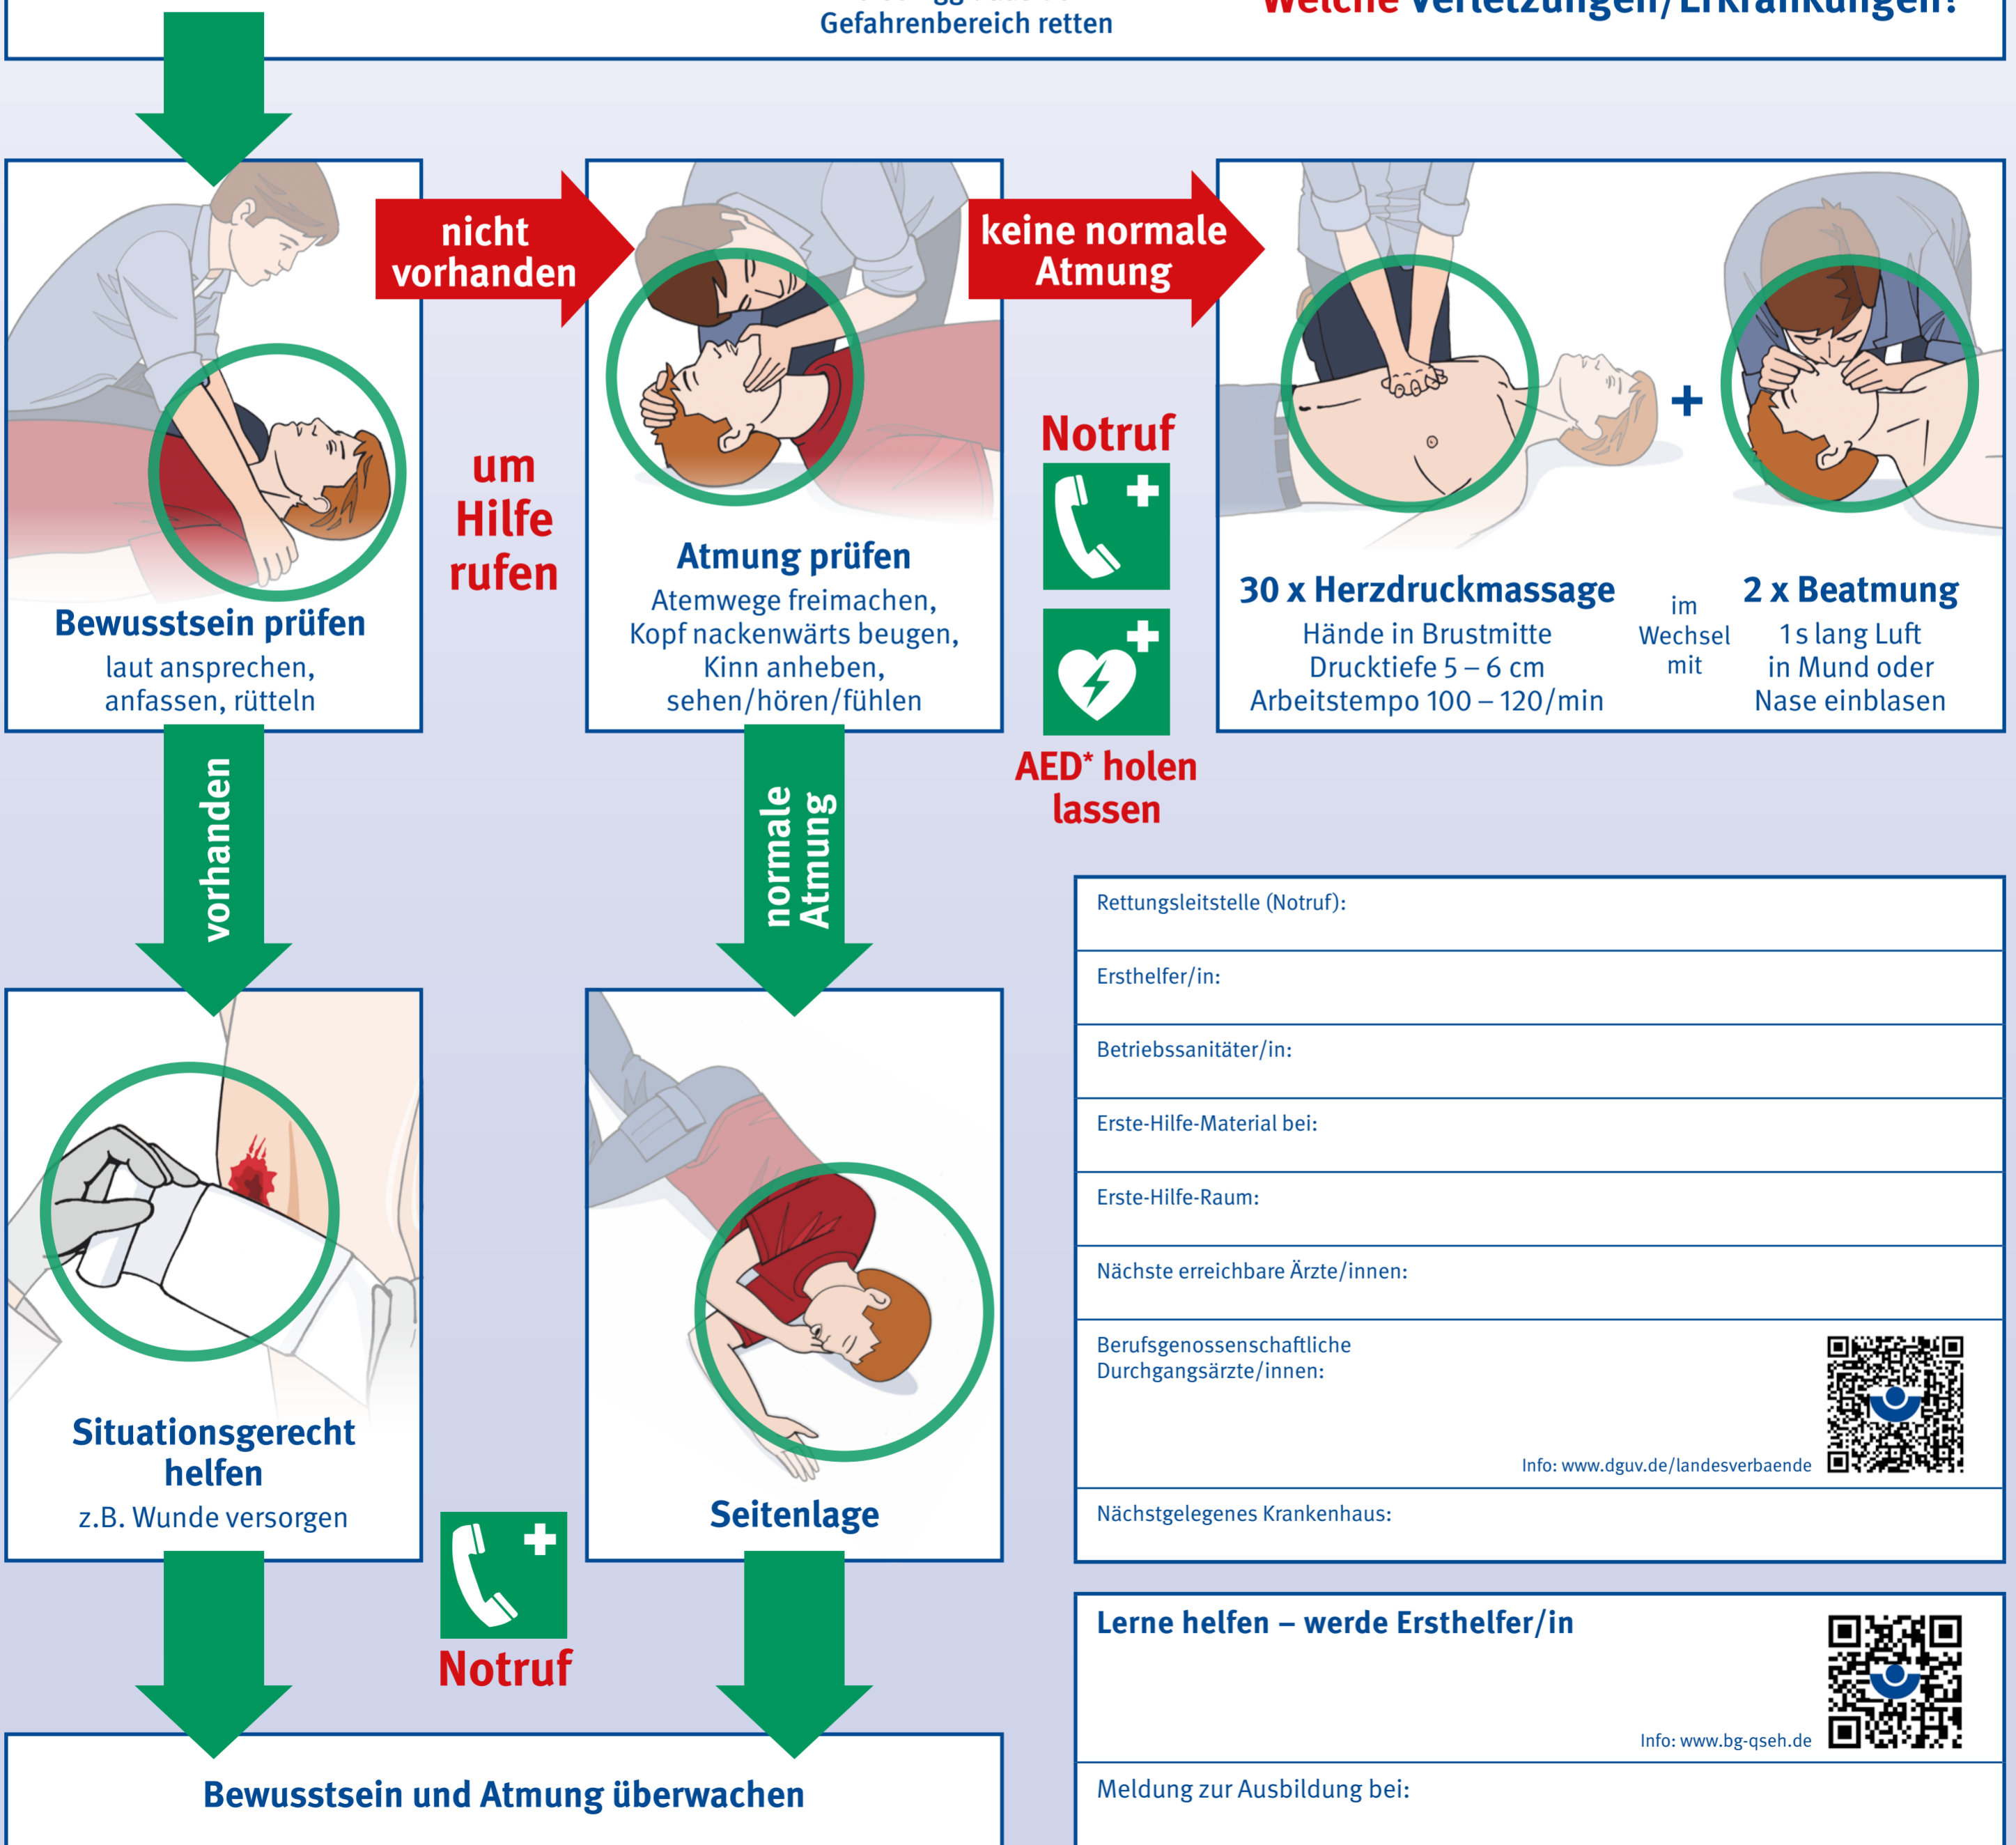 Gefahrenbereich retten
Welche Verletzungen/Erkrankungen?
nicht
vorhanden
keine normale
Atmung
um
Hilfe
rufen
Notruf
Bewusstsein prüfen
laut ansprechen,
anfassen, rütteln
Atmung prüfen
Atemwege freimachen,
Kopf nackenwärts beugen,
Kinn anheben,
sehen/hören/fühlen
+
30 x Herzdruckmassage
Hände in Brustmitte
Drucktiefe 5 – 6 cm
Arbeitstempo 100 – 120/min
im
Wechsel
mit
2 x Beatmung
1 s lang Luft
in Mund oder
Nase einblasen
AED* holen
lassen
vorhanden
normale
Atmung
Situationsgerecht
helfen
z.B. Wunde versorgen
Notruf
Seitenlage
Bewusstsein und Atmung überwachen
Rettungsleitstelle (Notruf):
Ersthelfer/in:
Betriebssanitäter/in:
Erste-Hilfe-Material bei:
Erste-Hilfe-Raum:
Nächste erreichbare Ärzte/innen:
Berufsgenossenschaftliche
Durchgangsärzte/innen:
Info: www.dguv.de/landesverbaende
Nächstgelegenes Krankenhaus:
Lerne helfen – werde Ersthelfer/in
Info: www.bg-qseh.de
Meldung zur Ausbildung bei: